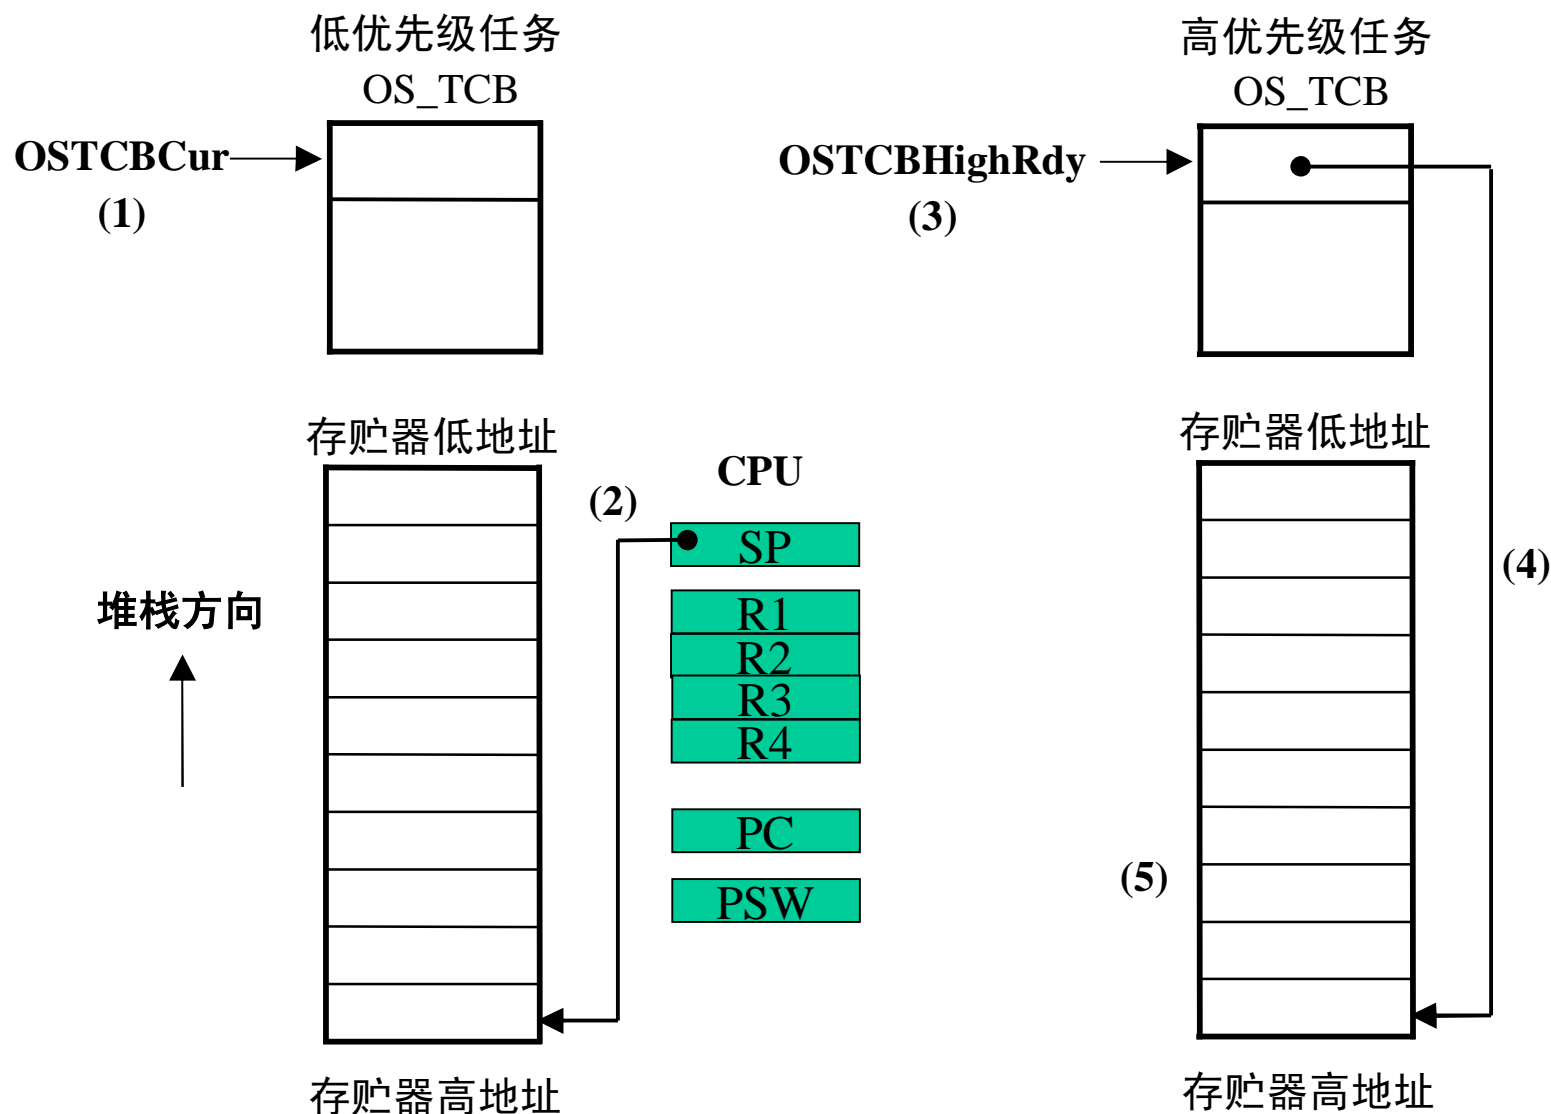 低优先级任务
OS_TCB
高优先级任务
OS_TCB
OSTCBCur
(1)
OSTCBHighRdy
(3)
存贮器低地址
存贮器低地址
CPU
(2)
SP
(4)
堆栈方向
R1
R2
R3
R4
PC
(5)
PSW
存贮器高地址
存贮器高地址